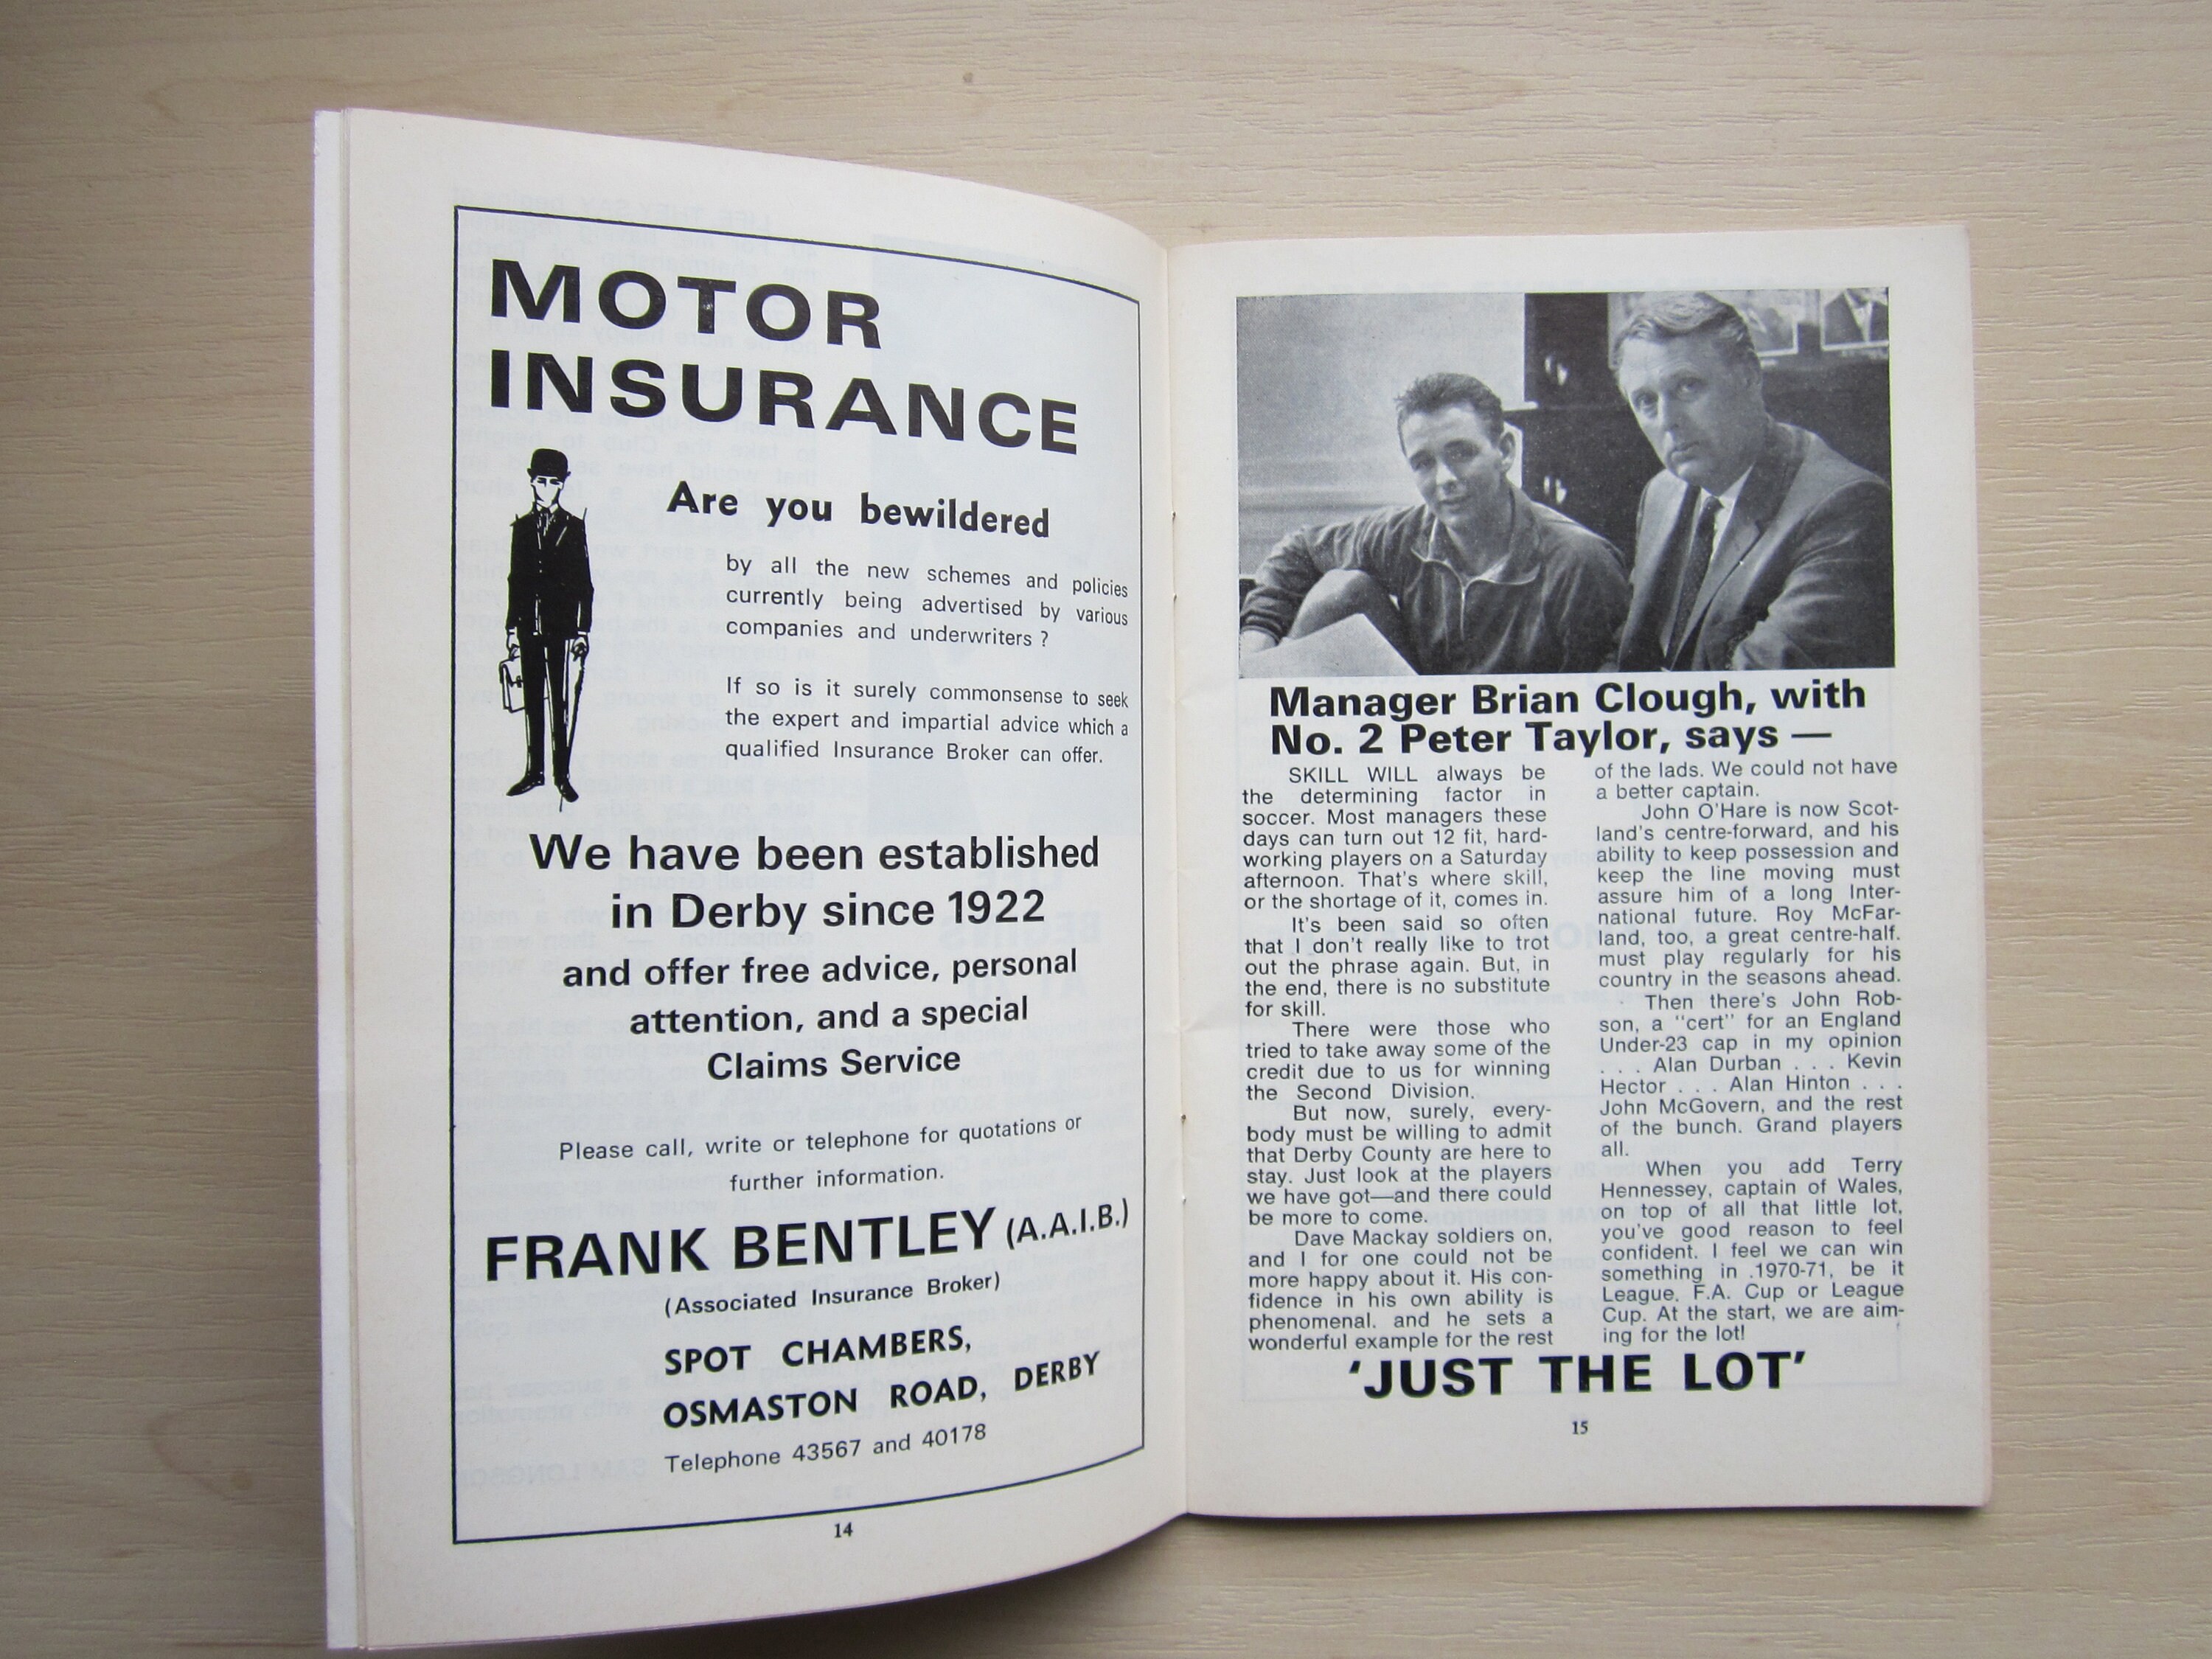 MOTOR
INSURANCE
Are you bewildered
by all the new schemes and policies
currently being advertised by various
companies and underwriters ?
If so is it surely commonsense to seek
the expert and impartial advice which a
qualified Insurance Broker can offer.
We have been established
in Derby since 1922
and offer free advice, personal
attention, and a special
Claims Service
Please call, write or telephone for quotations or
further information.
FRANK BENTLEY (A.A.I.B.)
(Associated Insurance Broker)
SPOT CHAMBERS,
OSMASTON ROAD, DERBY
Telephone 43567 and 40178
14
Manager Brian Clough, with
No. 2 Peter Taylor, says —
SKILL WILL always be
the determining factor in
soccer. Most managers these
days can turn out 12 fit, hard-
working players on a Saturday
afternoon. That's where skill,
or the shortage of it, comes in.
It's been said so often
that I don't really like to trot
out the phrase again. But, in
the end, there is no substitute
for skill.
There were those who
tried to take away some of the
credit due to us for winning
the Second Division.
But now, surely, every-
body must be willing to admit
that Derby County are here to
stay. Just look at the players
we have got—and there could
be more to come.
Dave Mackay soldiers on,
and I for one could not be
more happy about it. His con-
fidence in his own ability is
phenomenal. and he sets a
wonderful example for the rest
of the lads. We could not have
a better captain.
John O'Hare is now Scot-
land's centre-forward, and his
ability to keep possession and
keep the line moving must
assure him of a long Inter-
national future. Roy McFar-
land, too, a great centre-half.
must play regularly for his
country in the seasons ahead.
Then there's John Rob-
son, a "cert" for an England
Under-23 cap in my opinion
. . . Alan Durban . . . Kevin
Hector . . . Alan Hinton . . .
John McGovern, and the rest
of the bunch. Grand players
all.
When you add Terry
Hennessey, captain of Wales,
on top of all that little lot,
you've good reason to feel
confident. I feel we can win
something in .1970-71, be it
League, F.A. Cup or League
Cup. At the start, we are aim-
ing for the lot!
'JUST THE LOT'
15